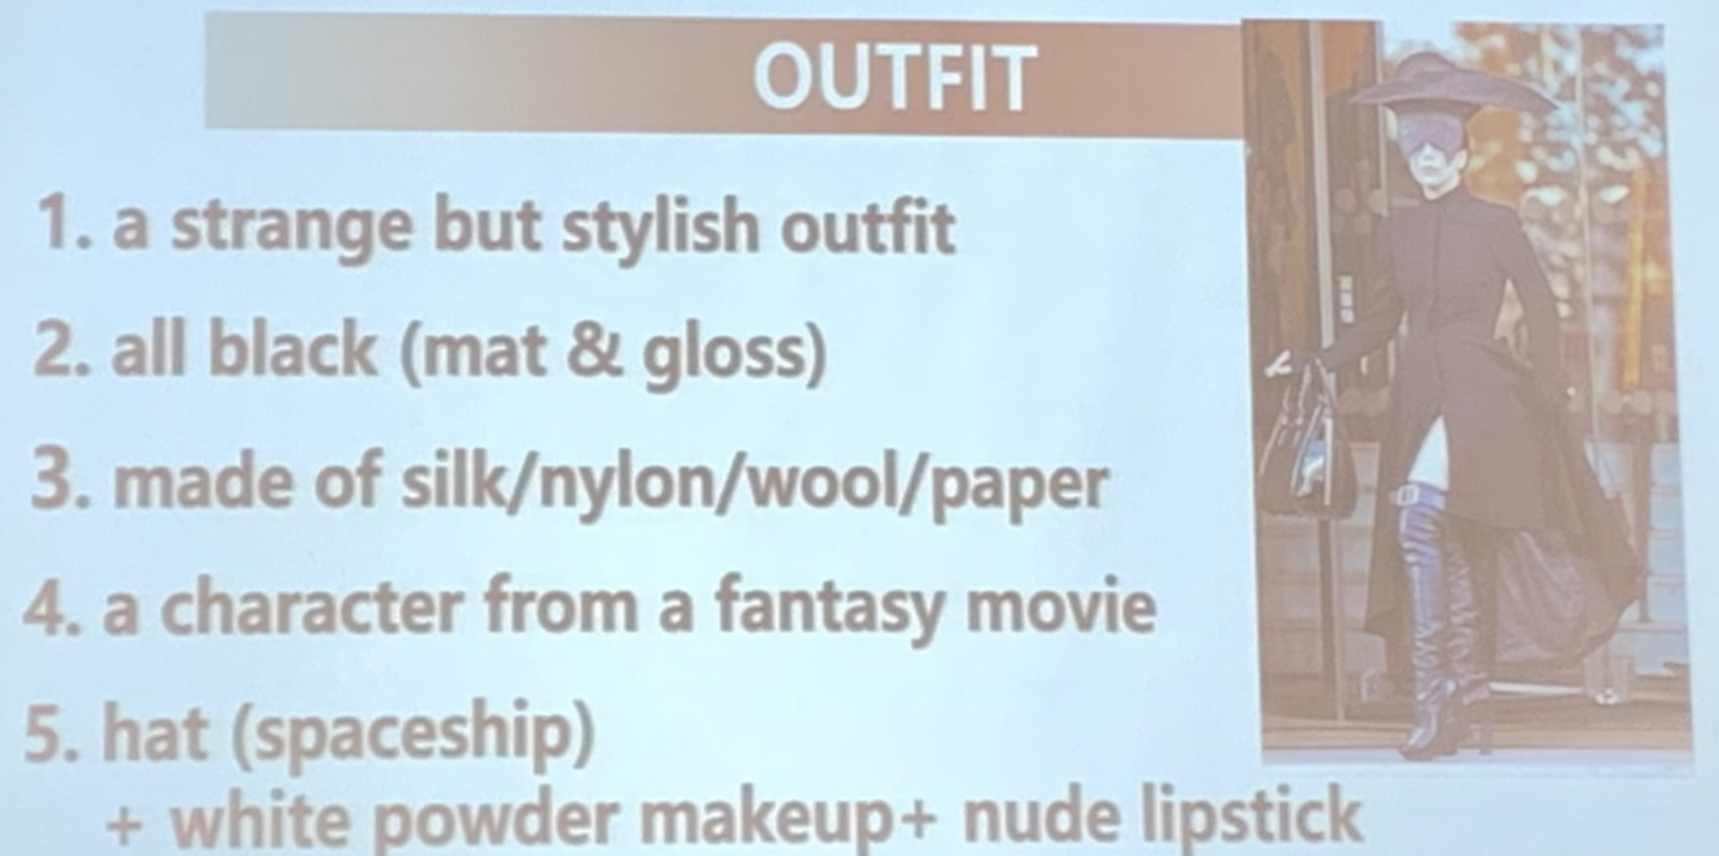 OUTFIT
1. a strange but stylish outfit
2. all black (mat & gloss)
3. made of silk/nylon/wool/paper
4. a character from a fantasy movie
5. hat (spaceship)
+ white powder makeup+ nude lipstick